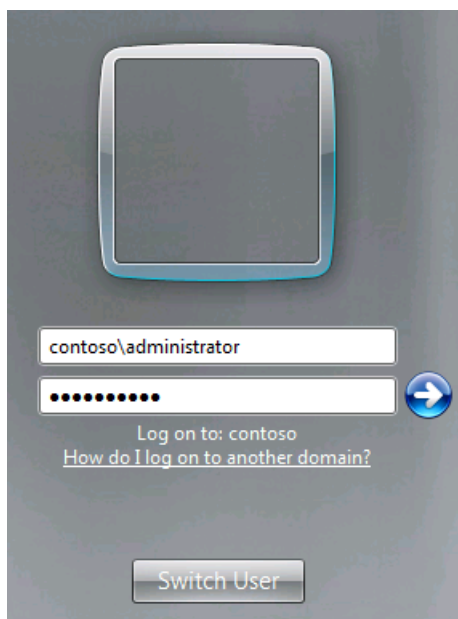 contoso\administrator
●●●●●●●●●●
Log on to: contoso
How do I log on to another domain?
Switch User